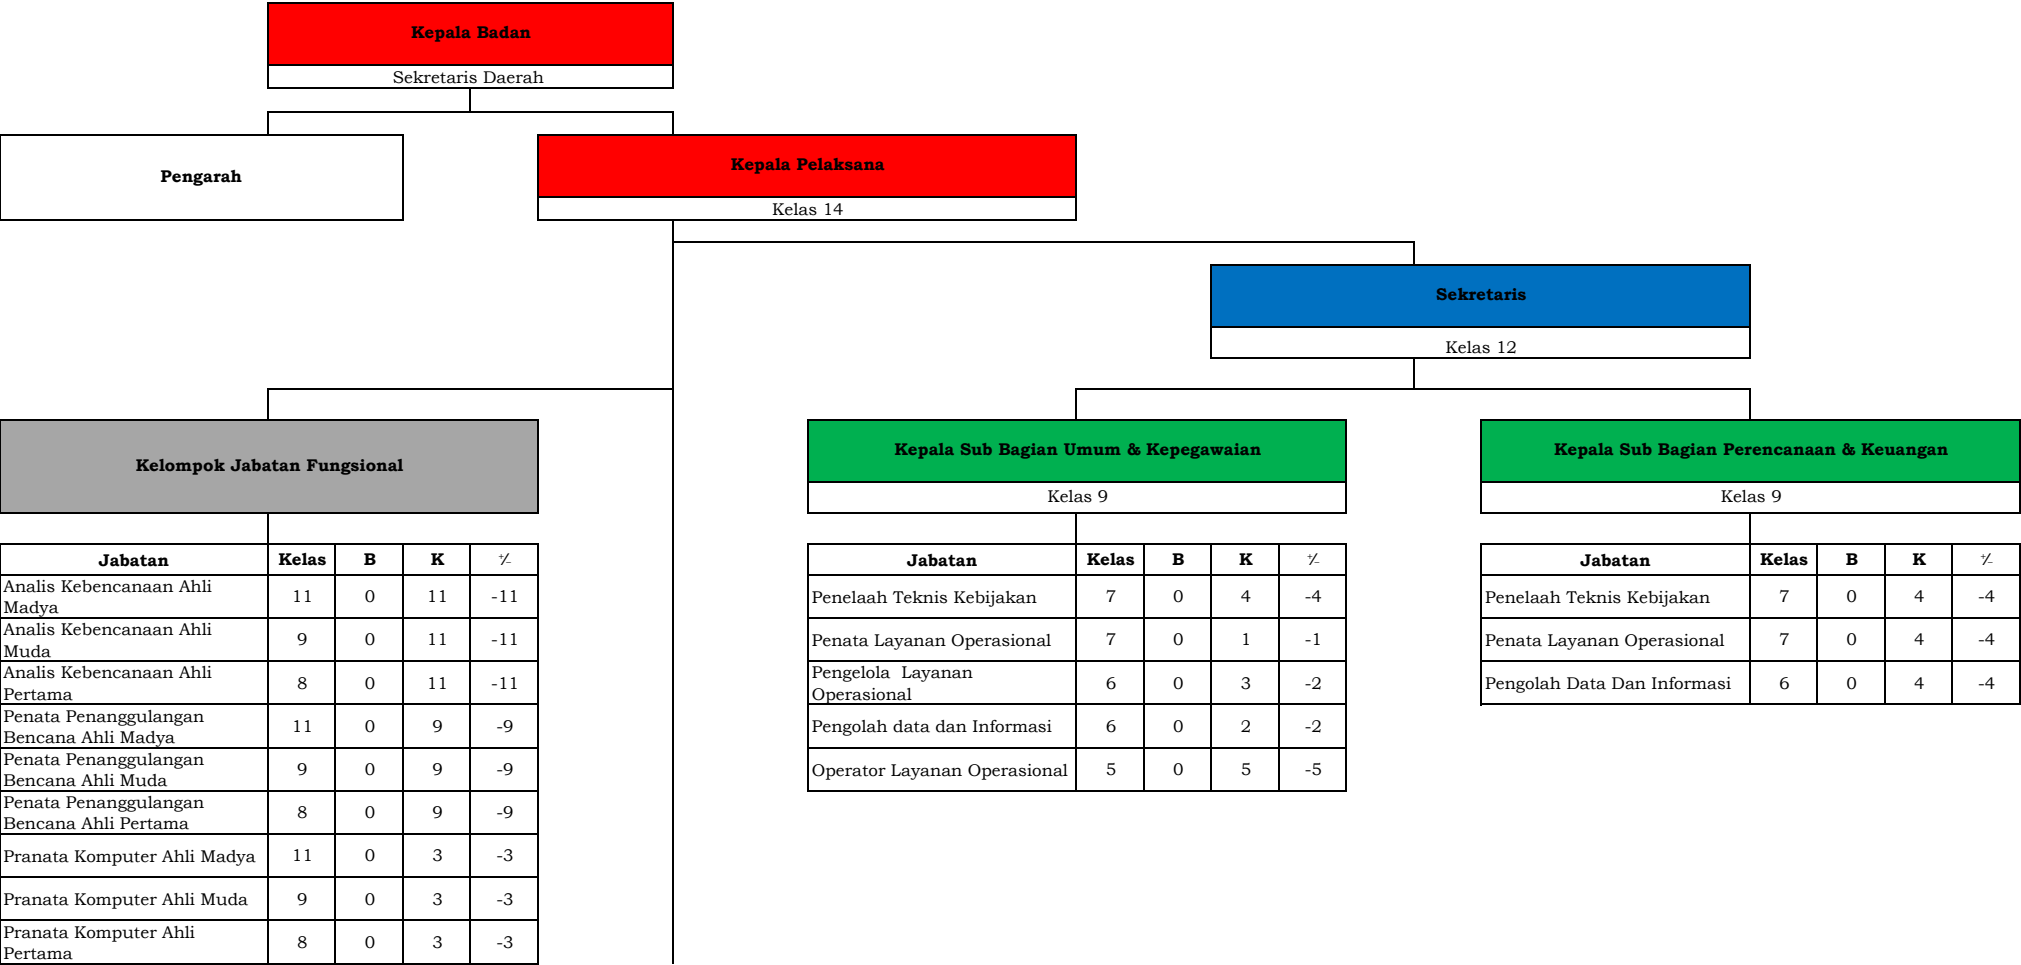 Kepala Badan
Sekretaris Daerah
Pengarah
Kepala Pelaksana
Kelas 14
Sekretaris
Kelas 12
Kelompok Jabatan Fungsional
Kepala Sub Bagian Umum & Kepegawaian
Kelas 9
Kepala Sub Bagian Perencanaan & Keuangan
Kelas 9
Jabatan Kelas B K +/-
Analis Kebencanaan Ahli
Madya 11 0 11 -11
Analis Kebencanaan Ahli
Muda 9 0 11 -11
Analis Kebencanaan Ahli
Pertama 8 0 11 -11
Penata Penanggulangan
Bencana Ahli Madya 11 0 9 -9
Penata Penanggulangan
Bencana Ahli Muda 9 0 9 -9
Penata Penanggulangan
Bencana Ahli Pertama 8 0 9 -9
Pranata Komputer Ahli Madya 11 0 3 -3
Pranata Komputer Ahli Muda 9 0 3 -3
Pranata Komputer Ahli
Pertama 8 0 3 -3
Jabatan Kelas B K +/-
Penelaah Teknis Kebijakan 7 0 4 -4
Penata Layanan Operasional 7 0 1 -1
Pengelola Layanan
Operasional 6 0 3 -2
Pengolah data dan Informasi 6 0 2 -2
Operator Layanan Operasional 5 0 5 -5
Jabatan Kelas B K +/-
Penelaah Teknis Kebijakan 7 0 4 -4
Penata Layanan Operasional 7 0 4 -4
Pengolah Data Dan Informasi 6 0 4 -4